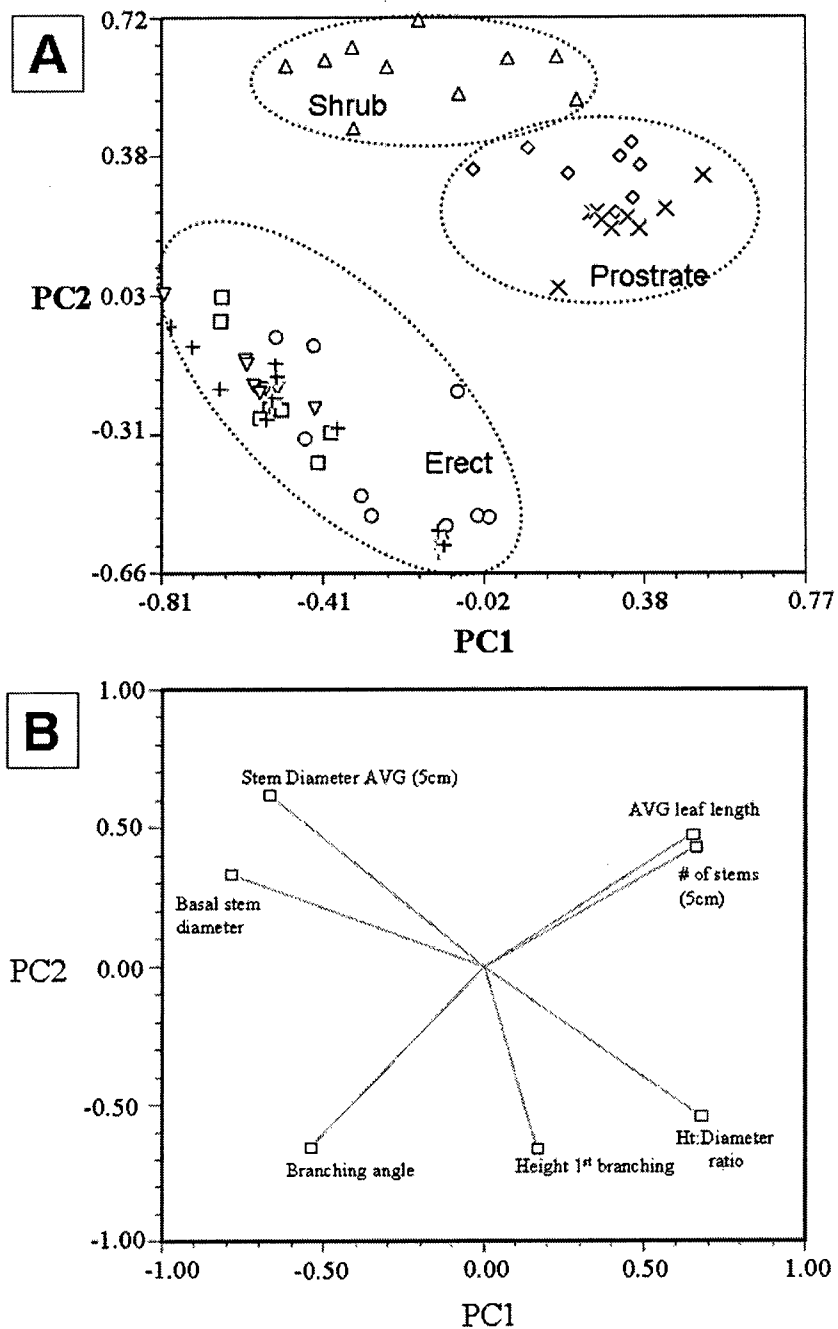 A
0.72
Shrub
0.38
Prostrate
PC2 0.03
-0.31
Erect
-0.66
-0.81 -0.41 -0.02 0.38 0.77
PC1
B
1.00
Stem Diameter AVG (5cm)
AVG leaf length
0.50
# of stems
(5cm)
Basal stem
diameter
PC2 0.00
-0.50
Ht:Diameter
ratio
Branching angle
Height 1st branching
-1.00
-1.00 -0.50 0.00 0.50 1.00
PC1